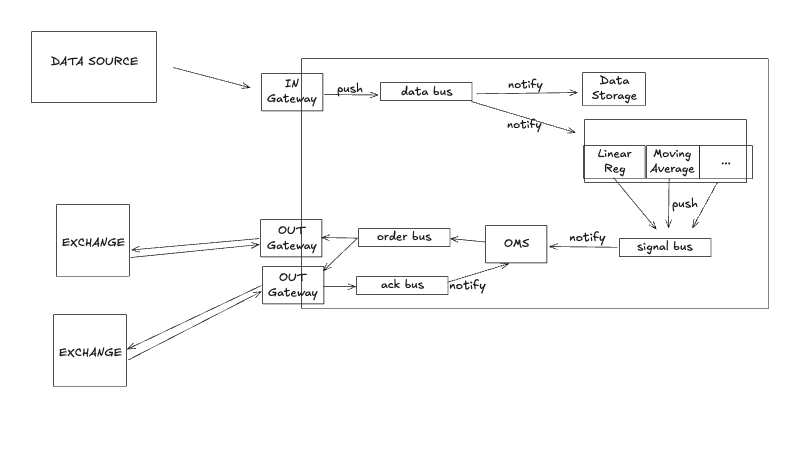 DATA SOURCE
IN
Gateway
push
data bus
notify
Data
Storage
notify
Linear
Reg
Moving
Average
...
push
EXCHANGE
OUT
Gateway
order bus
OMS
notify
signal bus
OUT
Gateway
ack bus
notify
EXCHANGE